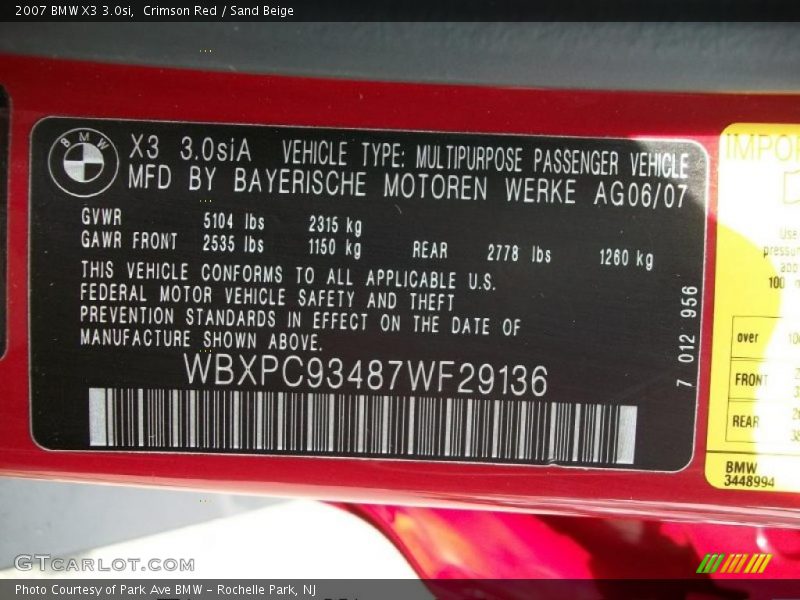 2007 BMW X3 3.0si, Crimson Red / Sand Beige
BMW
X3 3.0siA VEHICLE TYPE: MULTIPURPOSE PASSENGER VEHICLE
MFD BY BAYERISCHE MOTOREN WERKE AG06/07
GVWR 5104 lbs 2315 kg
GAWR FRONT 2535 lbs 1150 kg REAR 2778 lbs 1260 kg
THIS VEHICLE CONFORMS TO ALL APPLICABLE U.S.
FEDERAL MOTOR VEHICLE SAFETY AND THEFT
PREVENTION STANDARDS IN EFFECT ON THE DATE OF
MANUFACTURE SHOWN ABOVE.
WBXPC93487WF29136
7 012 956
Use
100
over
FRONT
REAR
BMW
3448994
GTCarLot.com
Photo Courtesy of Park Ave BMW - Rochelle Park, NJ